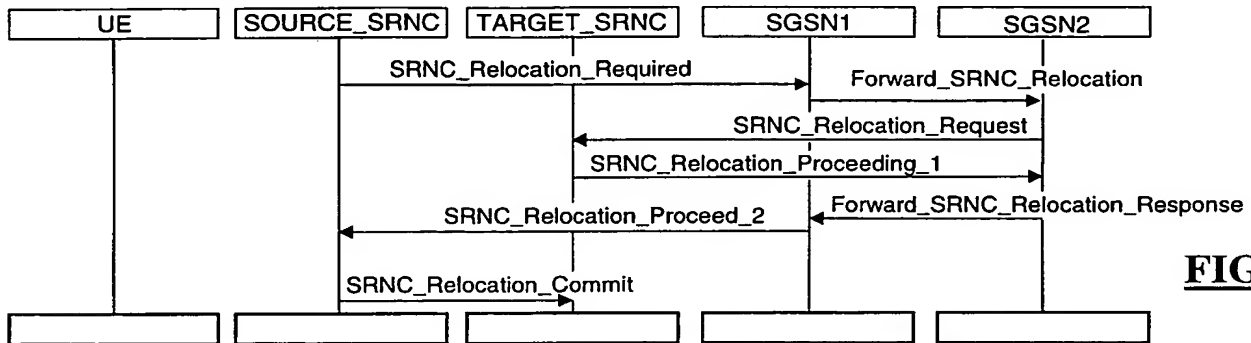 UE SOURCE_SRNC TARGET_SRNC SGSN1 SGSN2
SRNC_Relocation_Required
Forward_SRNC_Relocation
SRNC_Relocation_Request
SRNC_Relocation_Proceeding_1
Forward_SRNC_Relocation_Response
SRNC_Relocation_Proceed_2
SRNC_Relocation_Commit
FIG